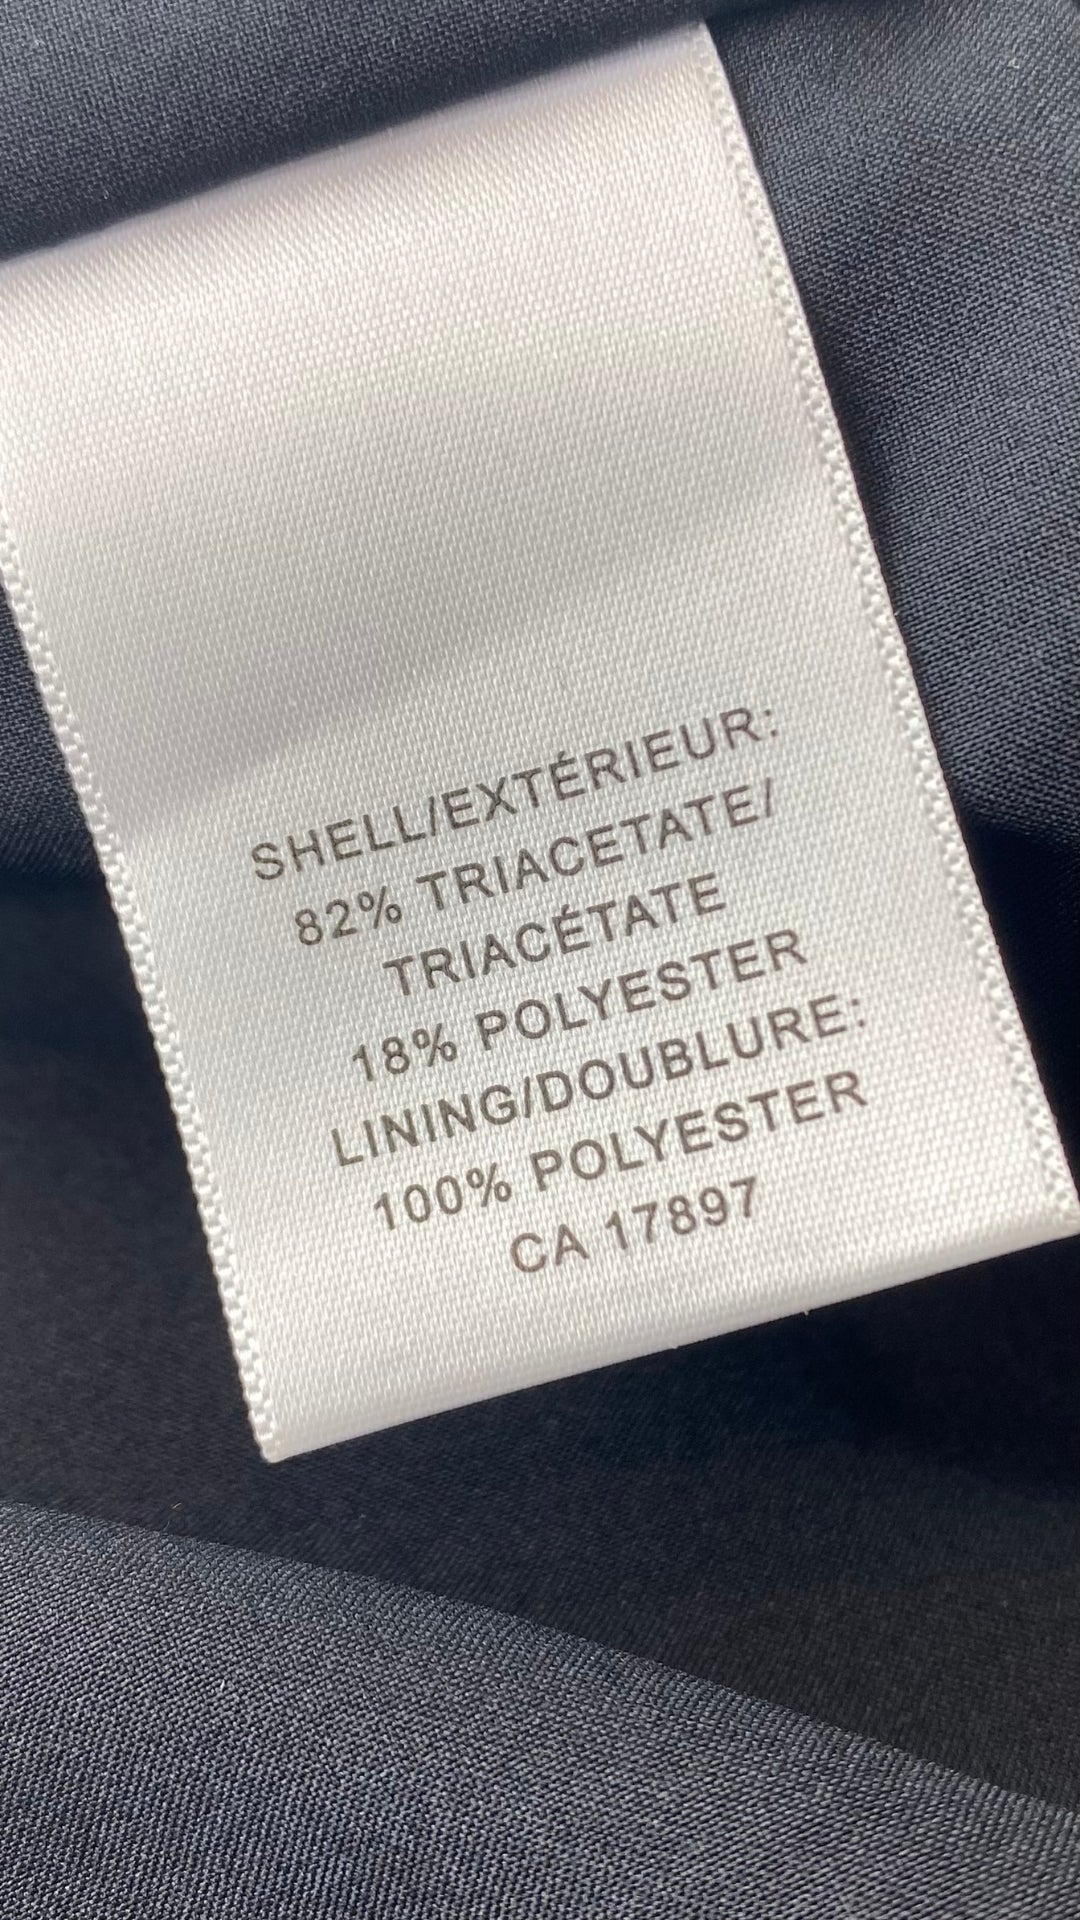 SHELL/EXTÉRIEUR:
82% TRIACETATE/
TRIACÉTATE
18% POLYESTER
LINING/DOUBLURE:
100% POLYESTER
CA 17897